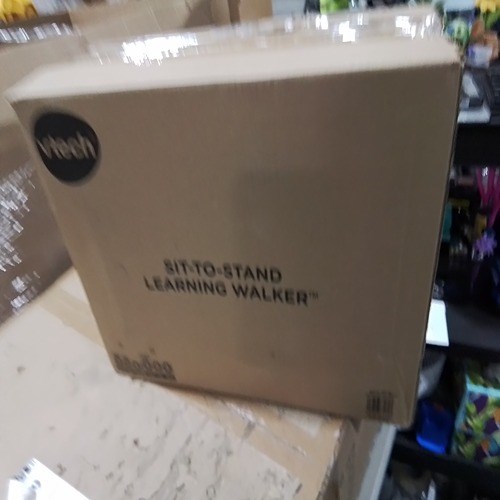 vtech
SIT-TO-STAND
LEARNING WALKER™